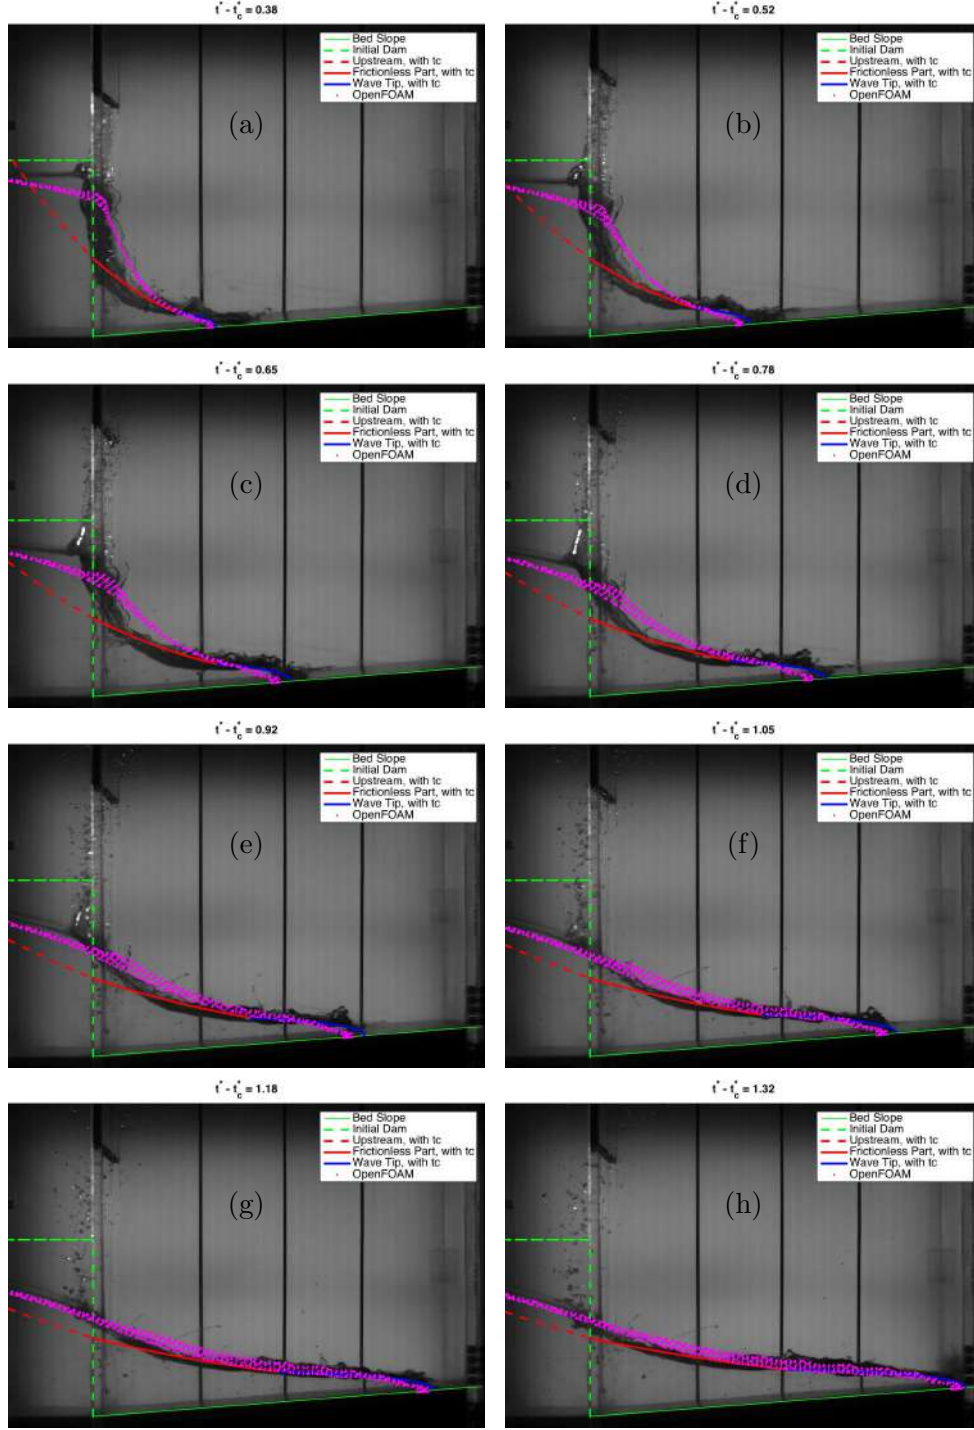 t* - t*c = 0.38
Bed Slope
Initial Dam
Upstream, with tc
Frictionless Part, with tc
Wave Tip, with tc
OpenFOAM
(a)
t* - t*c = 0.52
Bed Slope
Initial Dam
Upstream, with tc
Frictionless Part, with tc
Wave Tip, with tc
OpenFOAM
(b)
t* - t*c = 0.65
Bed Slope
Initial Dam
Upstream, with tc
Frictionless Part, with tc
Wave Tip, with tc
OpenFOAM
(c)
t* - t*c = 0.78
Bed Slope
Initial Dam
Upstream, with tc
Frictionless Part, with tc
Wave Tip, with tc
OpenFOAM
(d)
t* - t*c = 0.92
Bed Slope
Initial Dam
Upstream, with tc
Frictionless Part, with tc
Wave Tip, with tc
OpenFOAM
(e)
t* - t*c = 1.05
Bed Slope
Initial Dam
Upstream, with tc
Frictionless Part, with tc
Wave Tip, with tc
OpenFOAM
(f)
t* - t*c = 1.18
Bed Slope
Initial Dam
Upstream, with tc
Frictionless Part, with tc
Wave Tip, with tc
OpenFOAM
(g)
t* - t*c = 1.32
Bed Slope
Initial Dam
Upstream, with tc
Frictionless Part, with tc
Wave Tip, with tc
OpenFOAM
(h)